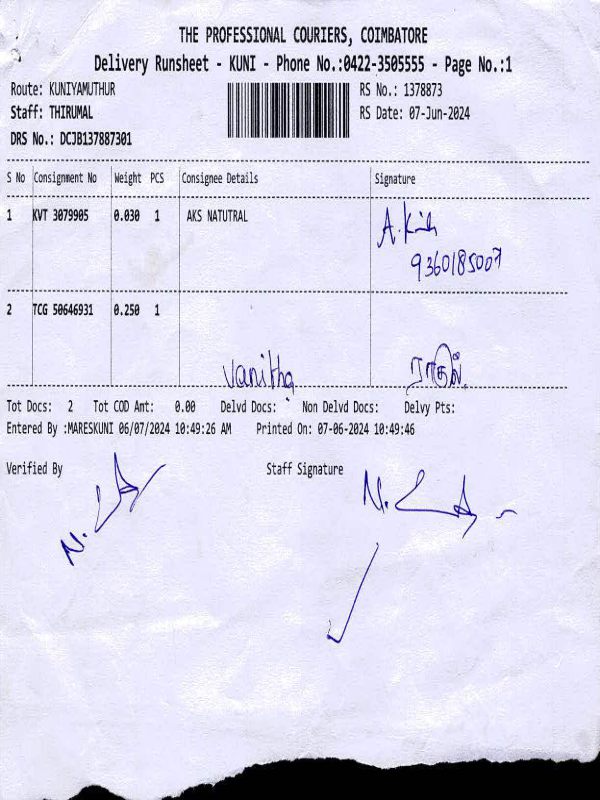 THE PROFESSIONAL COURIERS, COIMBATORE
Delivery Runsheet - KUNI - Phone No.:0422-3505555 - Page No.:1
Route: KUNIYAMUTHUR RS No.: 1378873
Staff: THIRUMAL RS Date: 07-Jun-2024
DRS No.: DCJB137887301
S No Consignment No Weight PCS Consignee Details Signature
1 KVT 3079905 0.030 1 AKS NATUTRAL
9360185007
2 TCG 50646931 0.250 1
vanitha ராகுல்
Tot Docs: 2 Tot COD Amt: 0.00 Delvd Docs: Non Delvd Docs: Delvy Pts:
Entered By :MARESKUNI 06/07/2024 10:49:26 AM Printed On: 07-06-2024 10:49:46
Verified By Staff Signature